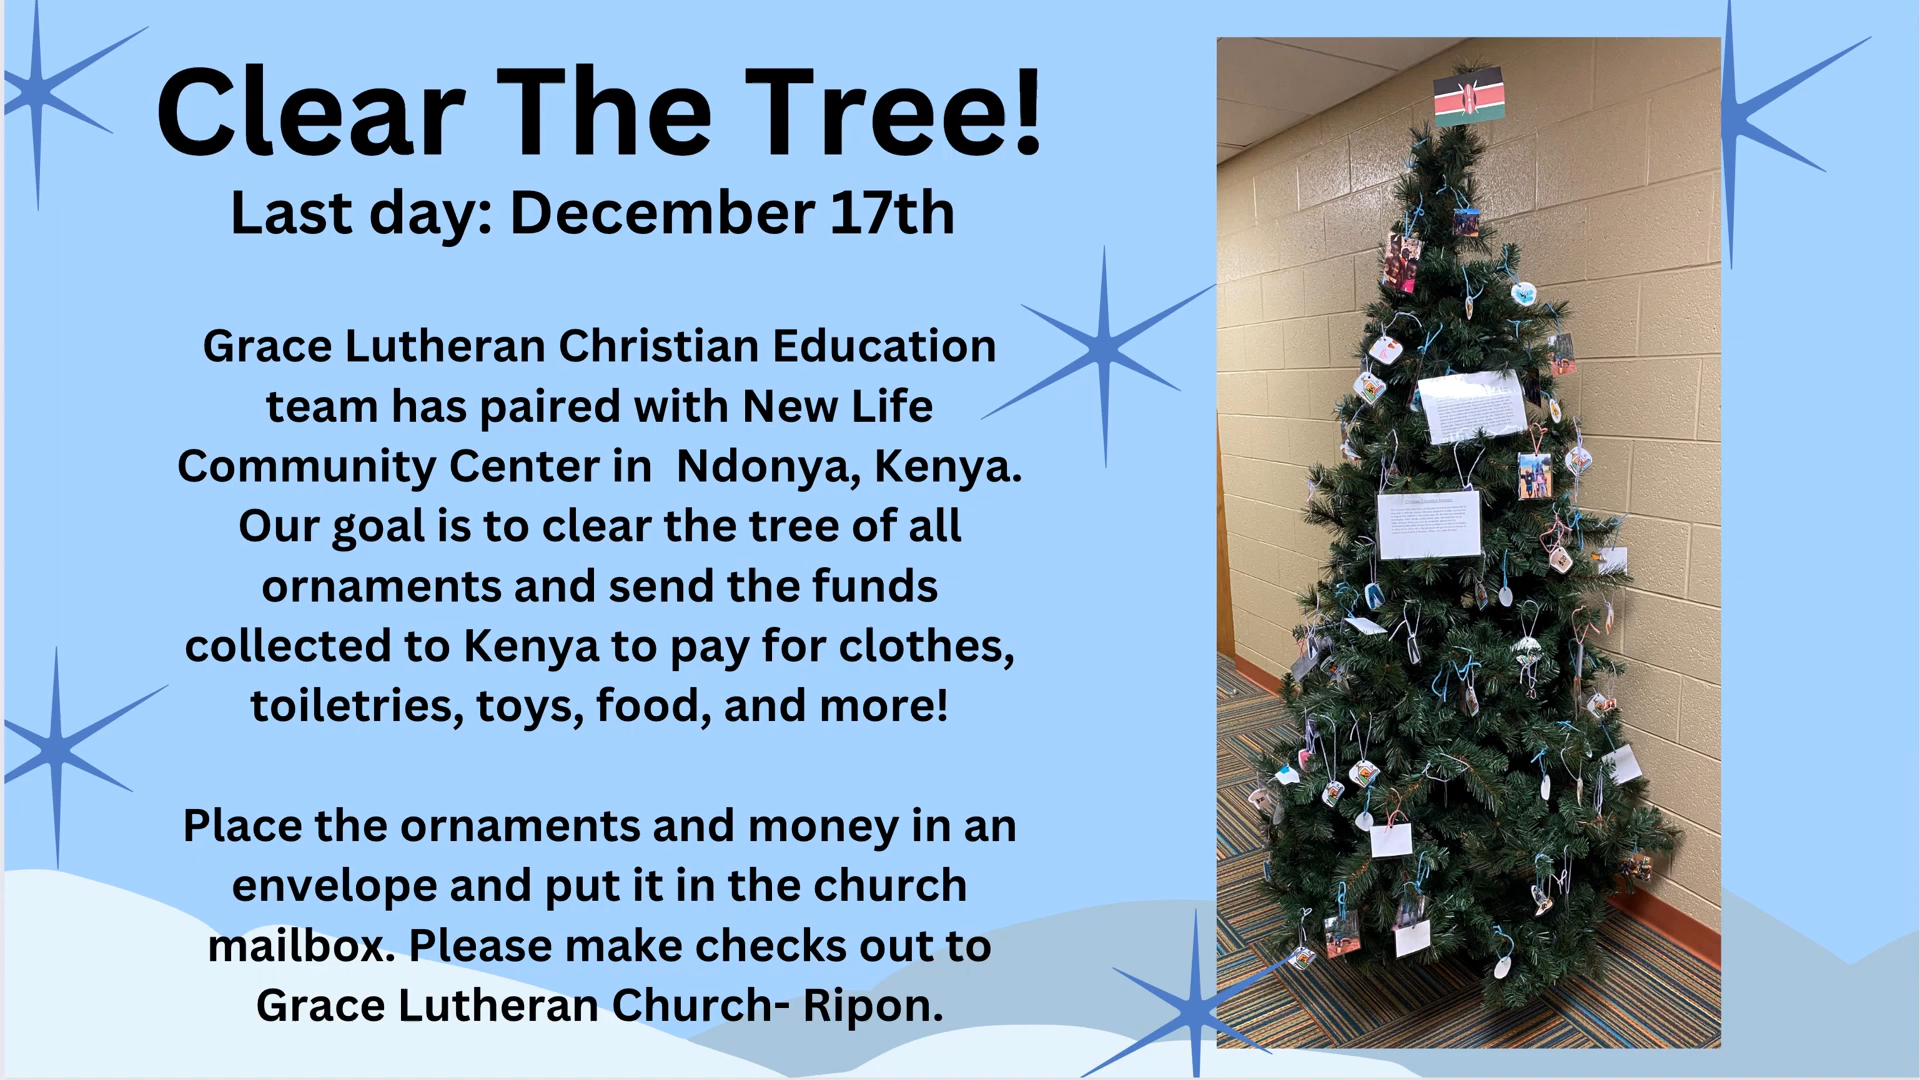 Clear The Tree!
Last day: December 17th
Grace Lutheran Christian Education
team has paired with New Life
Community Center in  Ndonya, Kenya.
Our goal is to clear the tree of all
ornaments and send the funds
collected to Kenya to pay for clothes,
toiletries, toys, food, and more!
Place the ornaments and money in an
envelope and put it in the church
mailbox. Please make checks out to
Grace Lutheran Church- Ripon.